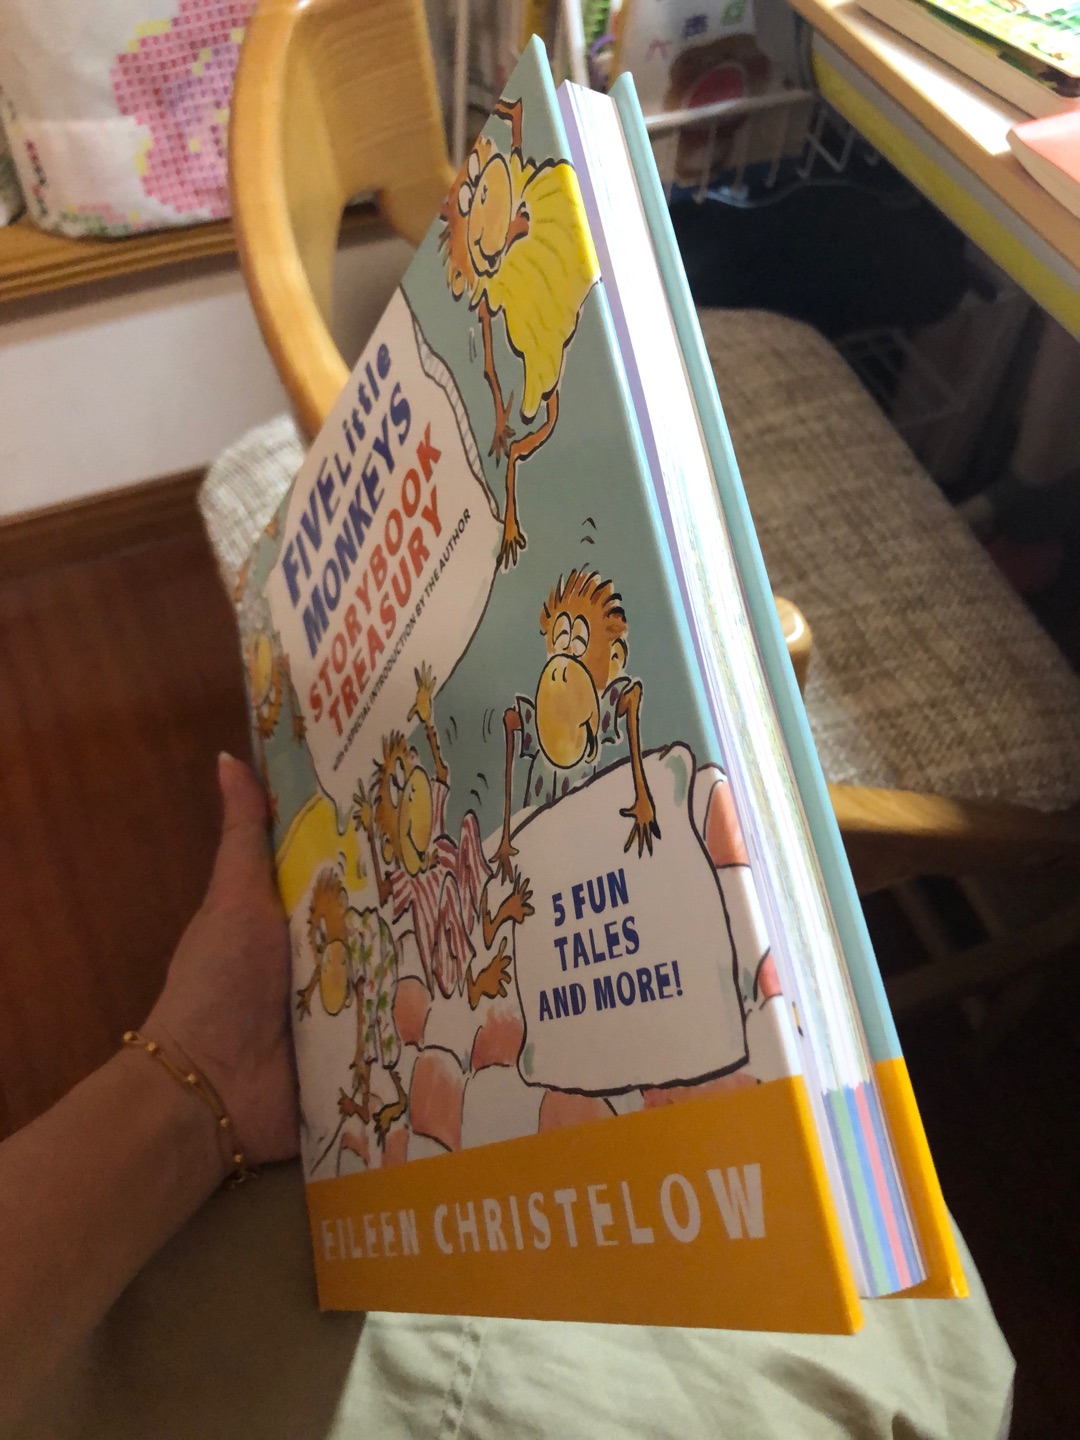 FIVE Little
MONKEYS
STORYBOOK
TREASURY
with a SPECIAL INTRODUCTION BY THE AUTHOR
5 FUN
TALES
AND MORE!
EILEEN CHRISTELOW